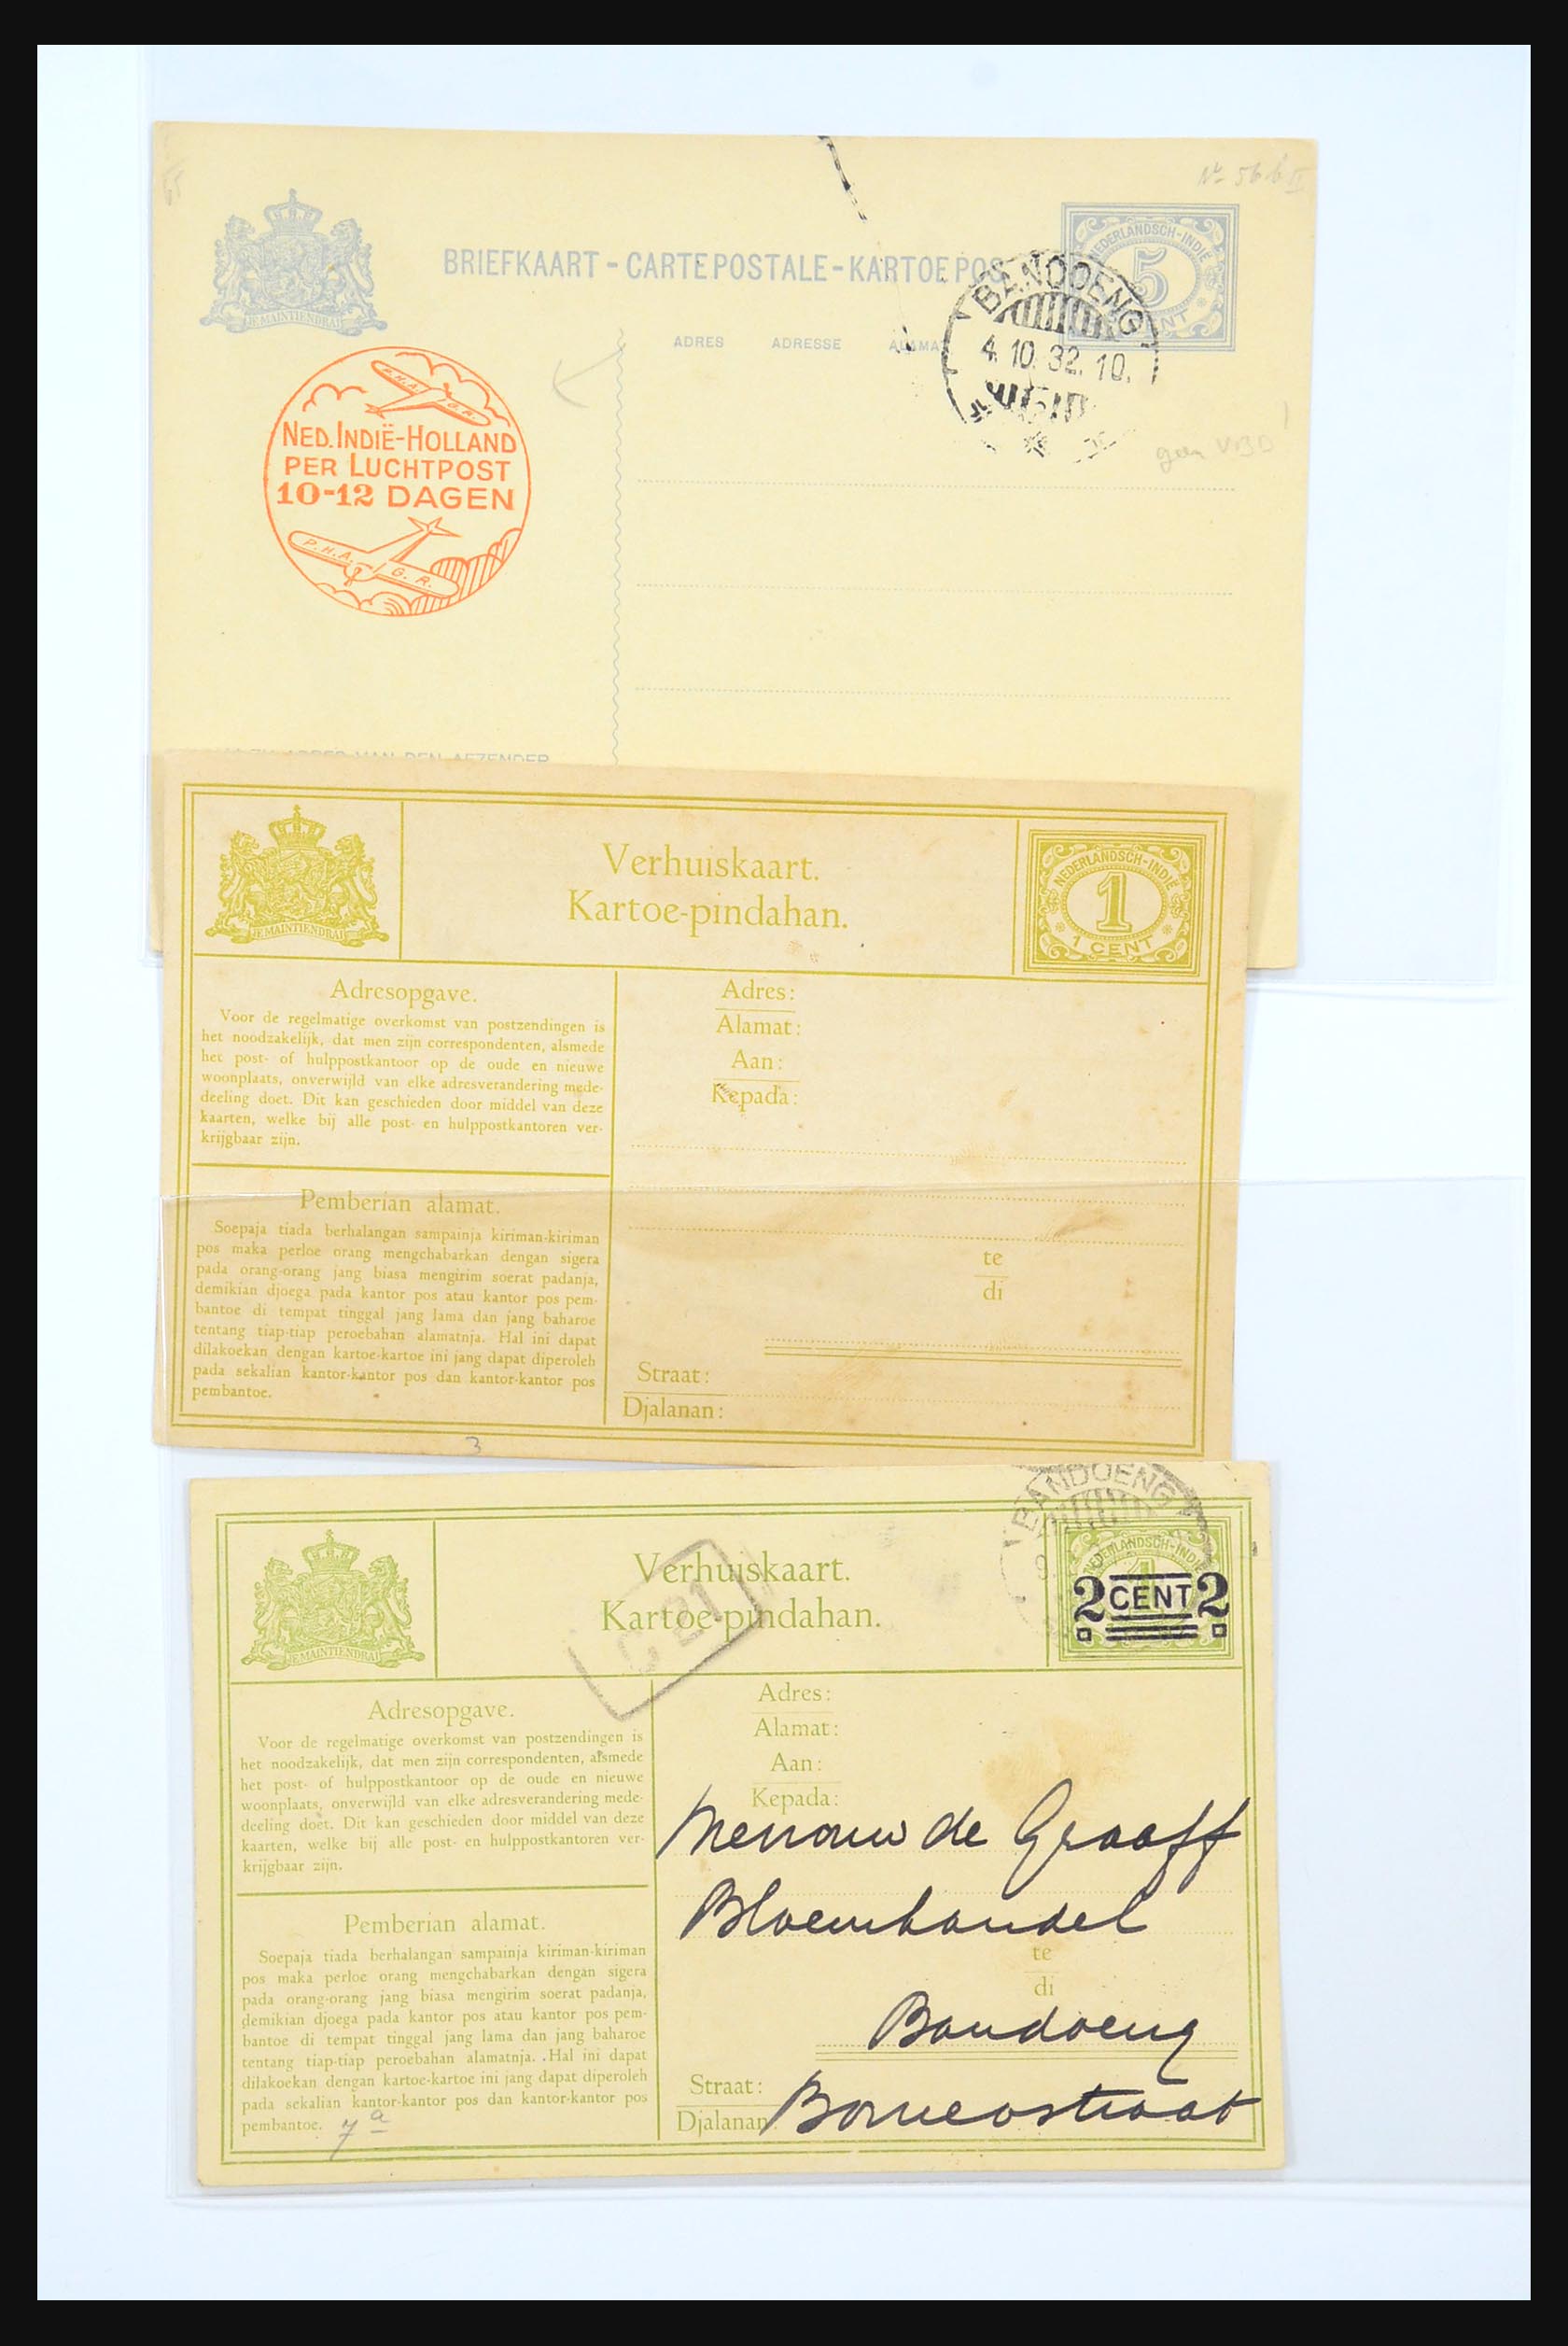 No 56 b II
BRIEFKAART - CARTE POSTALE - KARTOE POS
NEDERLANDSCH-INDIE
5
CENT
JE MAINTIENDRAI
ADRES ADRESSE ALAMAT
BANDOENG
4.10.32.10.
P.H.A. G.R.
NED. INDIË-HOLLAND
PER LUCHTPOST
10-12 DAGEN
P.H.A. G.R.
geen VBD
ADRES VAN DEN AFZENDER
JE MAINTIENDRAI
Verhuiskaart.
Kartoe-pindahan.
NEDERLANDSCH-INDIE
1
1 CENT
Adresopgave.
Voor de regelmatige overkomst van postzendingen is
het noodzakelijk, dat men zijn correspondenten, alsmede
het post- of hulppostkantoor op de oude en nieuwe
woonplaats, onverwijld van elke adresverandering mede-
deeling doet. Dit kan geschieden door middel van deze
kaarten, welke bij alle post- en hulppostkantoren ver-
krijgbaar zijn.
Pemberian alamat.
Soepaja tiada berhalangan sampainja kiriman-kiriman
pos maka perloe orang mengchabarkan dengan sigera
pada orang-orang jang biasa mengirim soerat padanja,
demikian djoega pada kantor pos atau kantor pos pem-
bantoe di tempat tinggal jang lama dan jang baharoe
tentang tiap-tiap peroebahan alamatnja. Hal ini dapat
dilakoekan dengan kartoe-kartoe ini jang dapat diperoleh
pada sekalian kantor-kantor pos dan kantor-kantor pos
pembantoe.
Adres:
Alamat:
Aan:
Kepada:
te
di
Straat:
Djalanan:
3
JE MAINTIENDRAI
Verhuiskaart.
Kartoe-pindahan.
C 21
BANDOENG
NEDERLANDSCH-INDIE
2 CENT 2
Adresopgave.
Voor de regelmatige overkomst van postzendingen is
het noodzakelijk, dat men zijn correspondenten, alsmede
het post- of hulppostkantoor op de oude en nieuwe
woonplaats, onverwijld van elke adresverandering mede-
deeling doet. Dit kan geschieden door middel van deze
kaarten, welke bij alle post- en hulppostkantoren ver-
krijgbaar zijn.
Pemberian alamat.
Soepaja tiada berhalangan sampainja kiriman-kiriman
pos maka perloe orang mengchabarkan dengan sigera
pada orang-orang jang biasa mengirim soerat padanja,
demikian djoega pada kantor pos atau kantor pos pem-
bantoe di tempat tinggal jang lama dan jang baharoe
tentang tiap-tiap peroebahan alamatnja. Hal ini dapat
dilakoekan dengan kartoe-kartoe ini jang dapat diperoleh
pada sekalian kantor-kantor pos dan kantor-kantor pos
pembantoe.
7a
Adres:
Alamat:
Aan:
Kepada:
Mevrouw de Graaff
Bloemhandel
te
di
Bandoeng
Straat:
Djalanan
Borneostraat